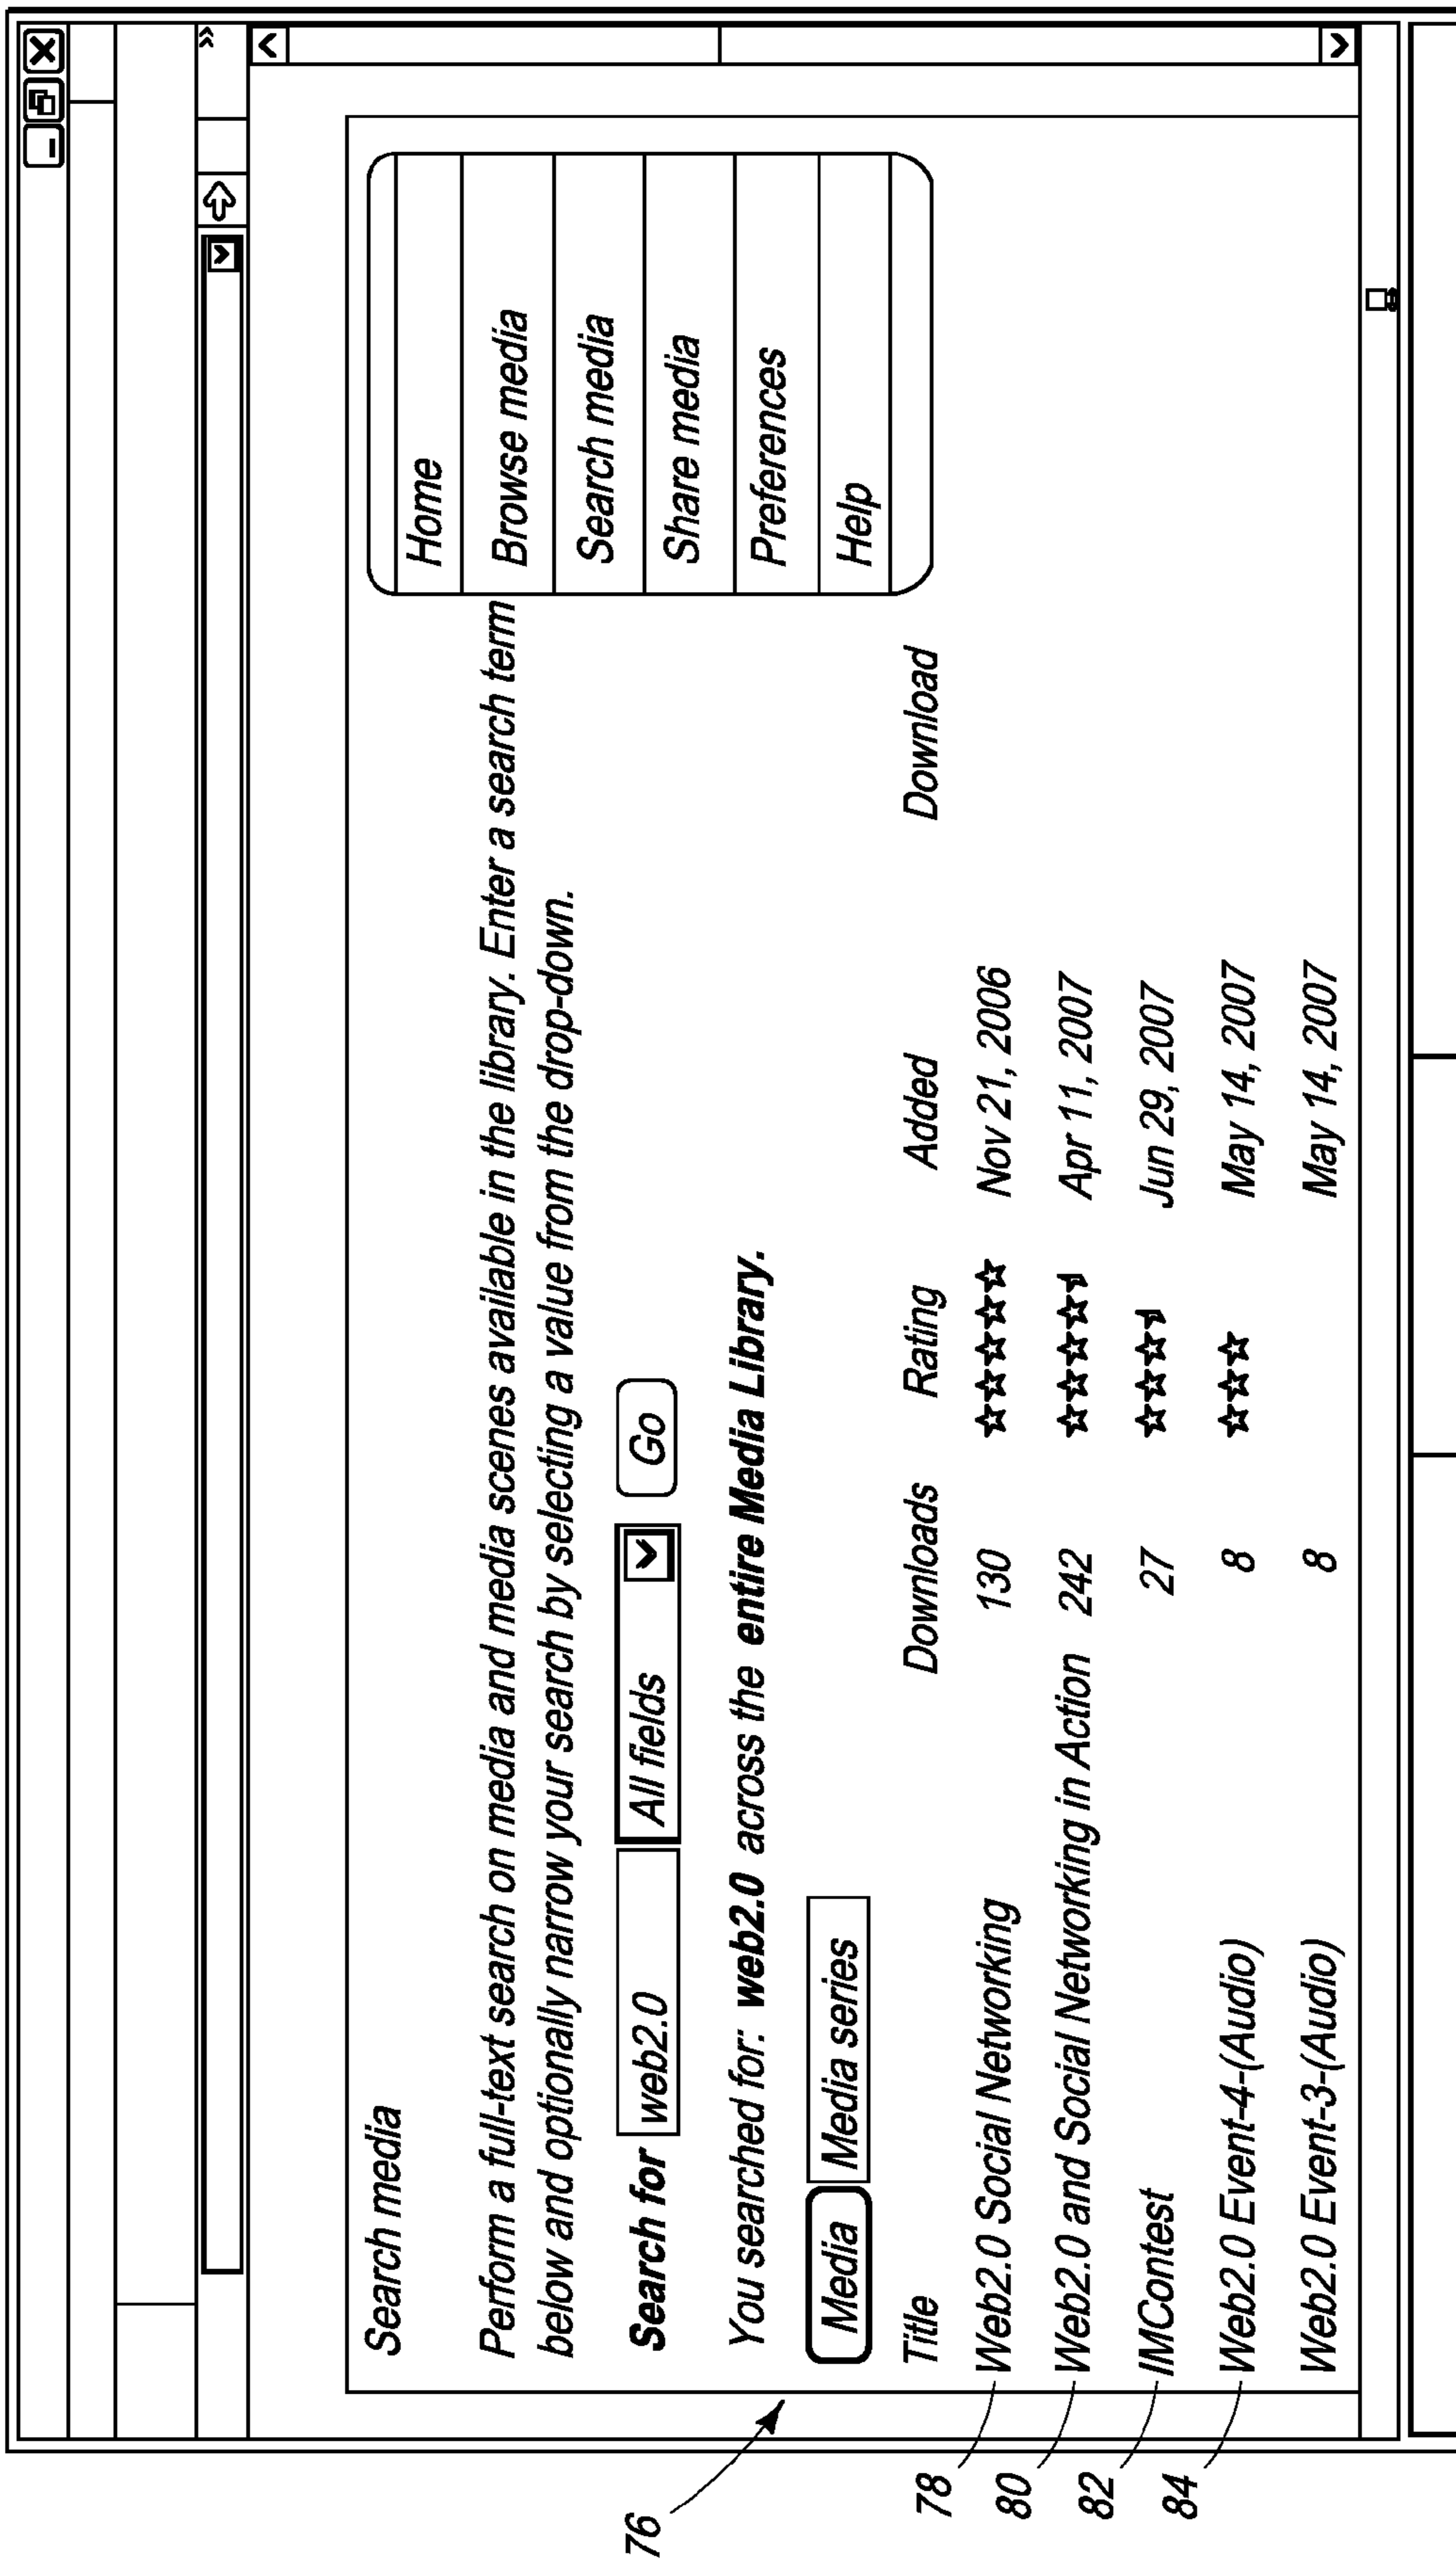 Search media
Perform a full-text search on media and media scenes available in the library. Enter a search term
below and optionally narrow your search by selecting a value from the drop-down.
Search for web2.0 All fields Go
You searched for: web2.0 across the entire Media Library.
Media Media series
Home
Browse media
Search media
Share media
Preferences
Help
Title Downloads Rating Added Download
Web2.0 Social Networking 130 Nov 21, 2006
Web2.0 and Social Networking in Action 242 Apr 11, 2007
IMContest 27 Jun 29, 2007
Web2.0 Event-4-(Audio) 8 May 14, 2007
Web2.0 Event-3-(Audio) 8 May 14, 2007
76
78
80
82
84